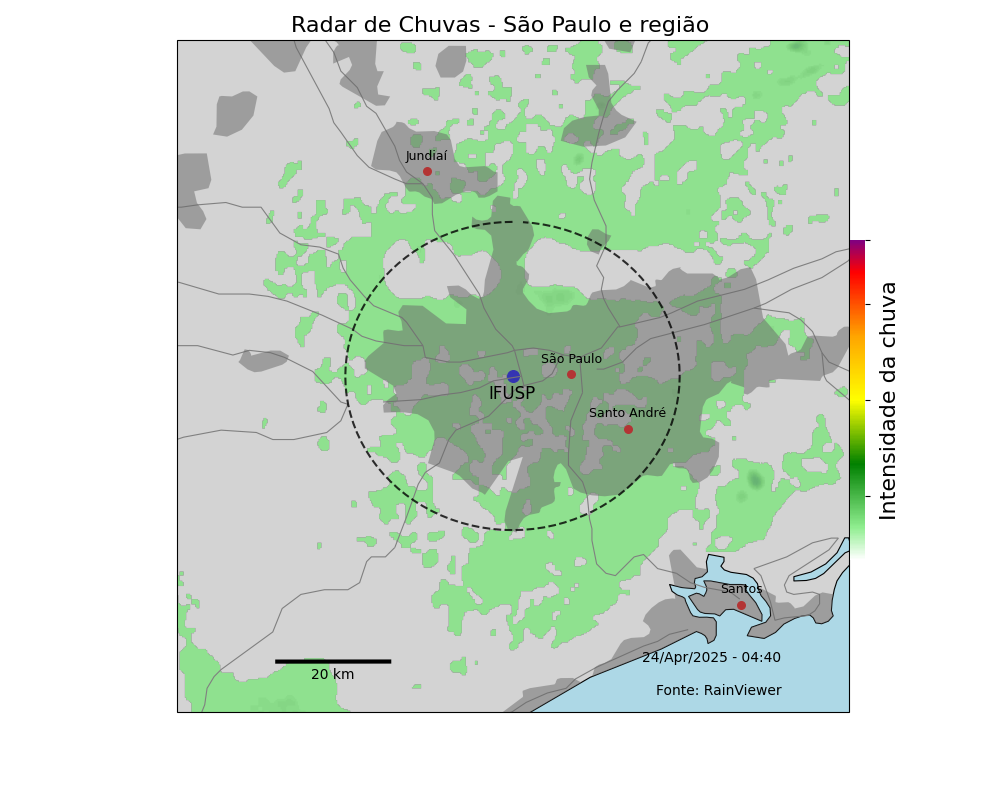 Radar de Chuvas - São Paulo e região
Jundiaí
São Paulo
IFUSP
Santo André
Intensidade da chuva
Santos
24/Apr/2025 - 04:40
20 km
Fonte: RainViewer